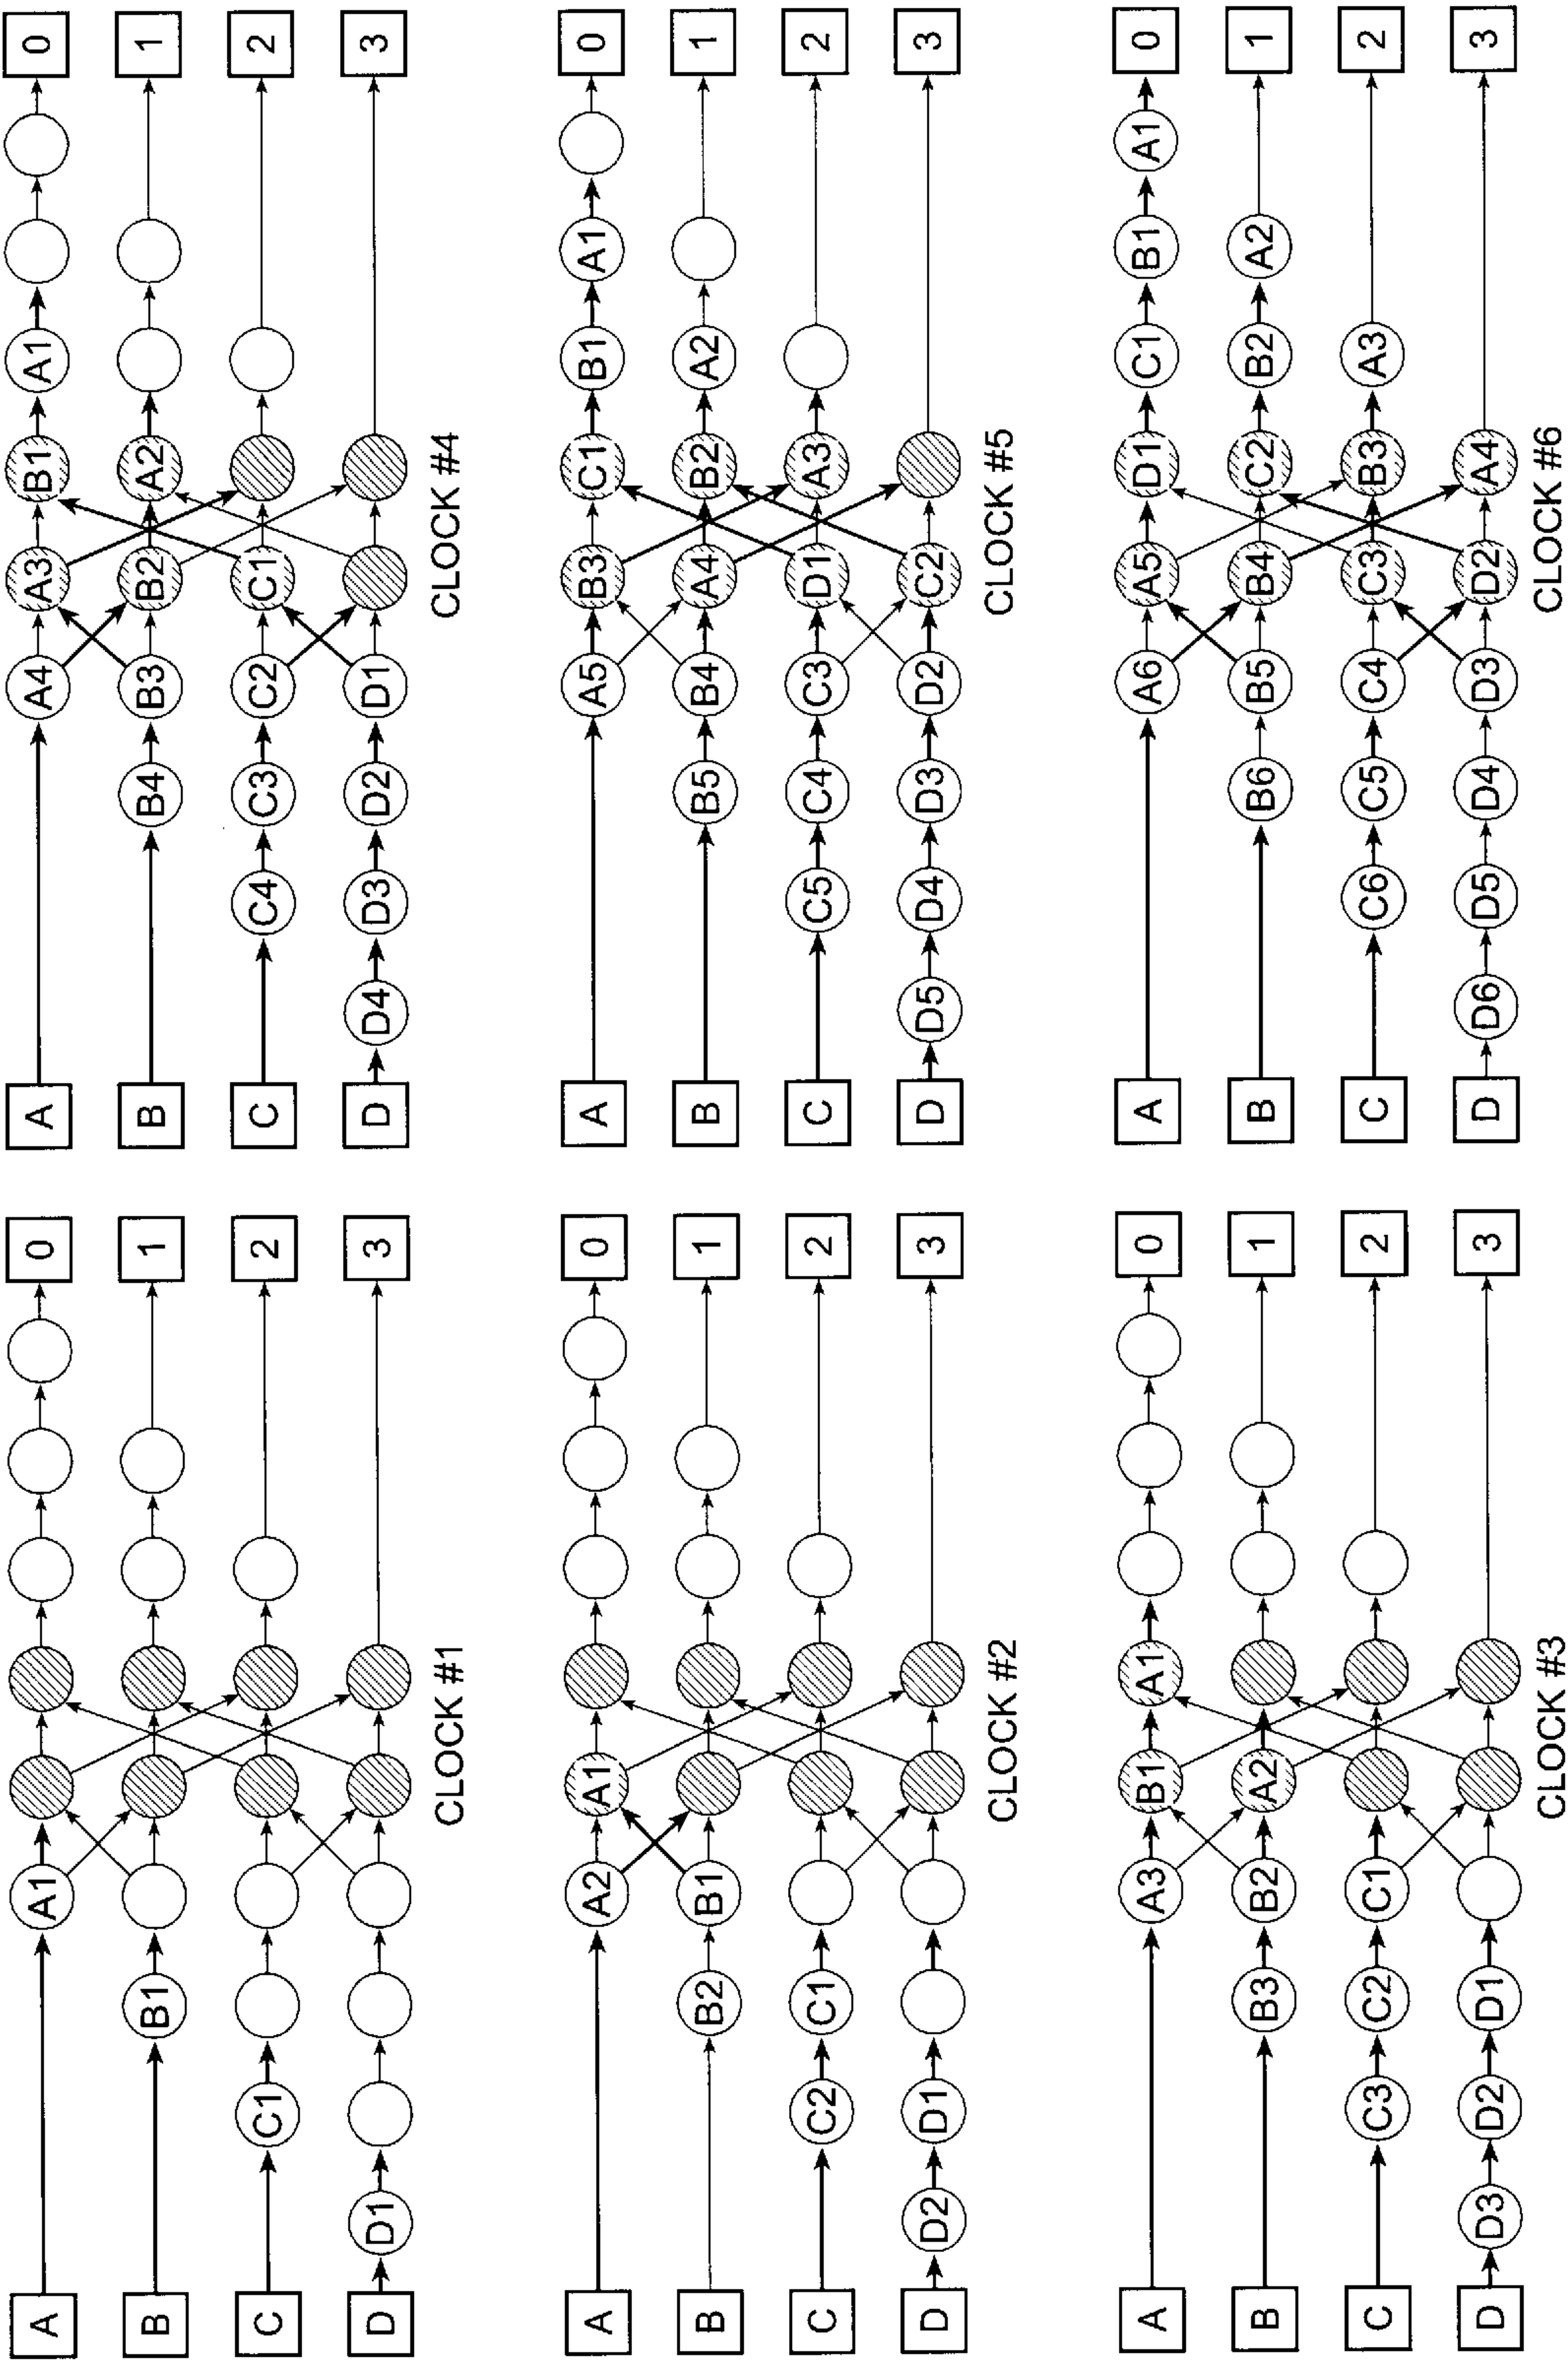 A A1 0
B B1 1
C C1 2
D D1 3
CLOCK #1
A A2 A1 0
B B2 B1 1
C C2 C1 2
D D2 D1 3
CLOCK #2
A A3 B1 A1 0
B B3 B2 A2 1
C C3 C2 C1 2
D D3 D2 D1 3
CLOCK #3
A A4 A3 B1 A1 0
B B4 B3 B2 A2 1
C C4 C3 C2 C1 2
D D4 D3 D2 D1 3
CLOCK #4
A A5 B3 C1 B1 A1 0
B B5 B4 A4 B2 A2 1
C C5 C4 C3 D1 A3 2
D D5 D4 D3 D2 C2 3
CLOCK #5
A A6 A5 D1 C1 B1 A1 0
B B6 B5 B4 C2 B2 A2 1
C C6 C5 C4 C3 B3 A3 2
D D6 D5 D4 D3 D2 A4 3
CLOCK #6